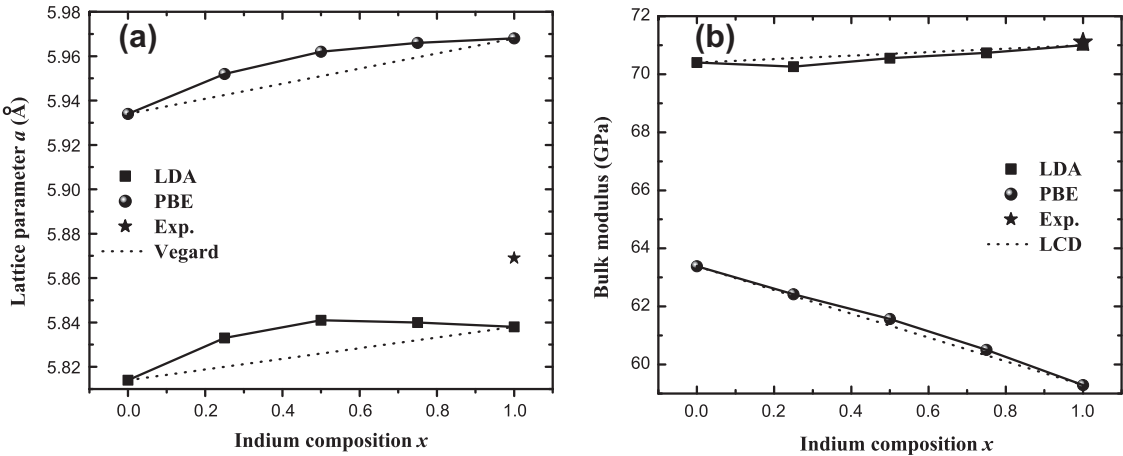 (a)
Lattice parameter a (Å)
5.98
5.96
5.94
5.92
5.90
5.88
5.86
5.84
5.82
LDA
PBE
Exp.
Vegard
0.0 0.2 0.4 0.6 0.8 1.0
Indium composition x
(b)
Bulk modulus (GPa)
72
70
68
66
64
62
60
LDA
PBE
Exp.
LCD
0.0 0.2 0.4 0.6 0.8 1.0
Indium composition x